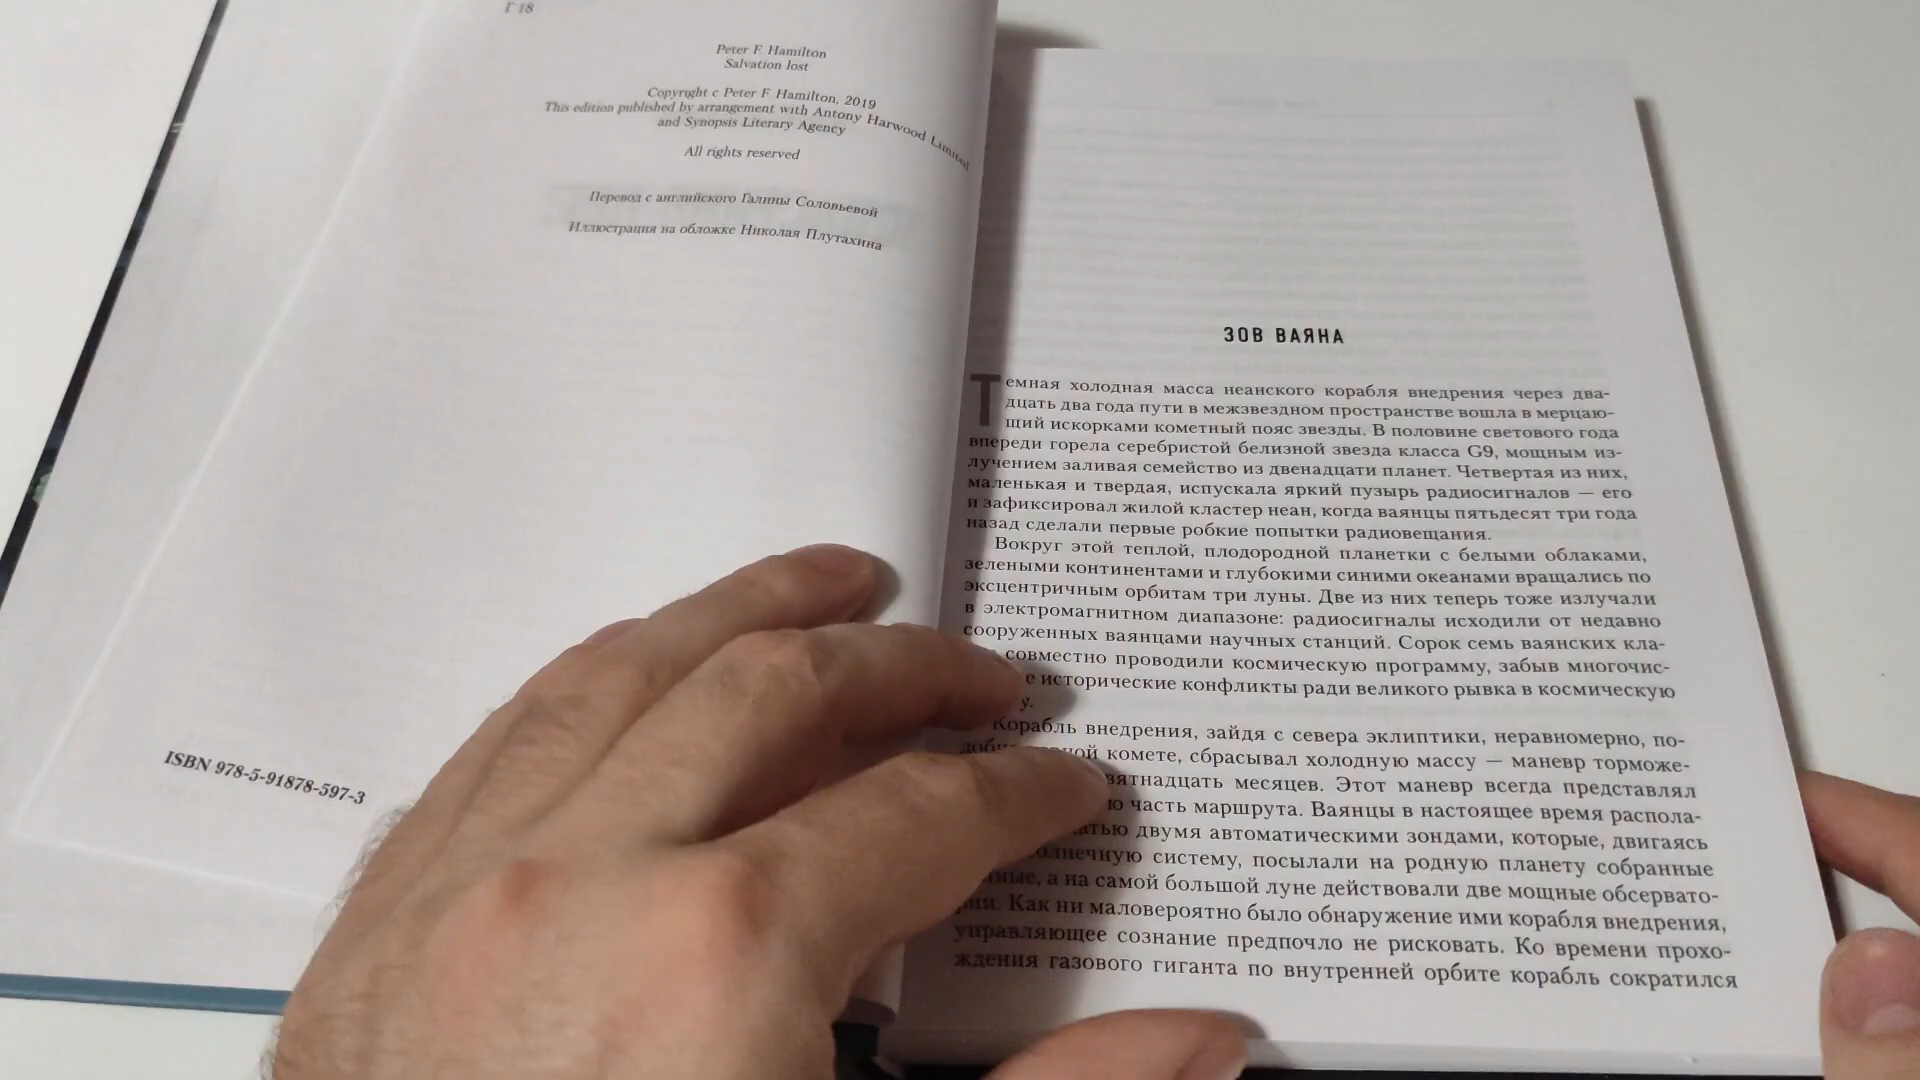 Г 18
Peter F. Hamilton
Salvation lost
Copyright c Peter F. Hamilton, 2019
This edition published by arrangement with Antony Harwood Limited
and Synopsis Literary Agency
All rights reserved
Перевод с английского Галины Соловьевой
Иллюстрация на обложке Николая Плутахина
ISBN 978-5-91878-597-3
ЗОВ ВАЯНА
Темная холодная масса неанского корабля внедрения через два-
дцать два года пути в межзвездном пространстве вошла в мерцаю-
щий искорками кометный пояс звезды. В половине светового года
впереди горела серебристой белизной звезда класса G9, мощным из-
лучением заливая семейство из двенадцати планет. Четвертая из них,
маленькая и твердая, испускала яркий пузырь радиосигналов — его
и зафиксировал жилой кластер неан, когда ваянцы пятьдесят три года
назад сделали первые робкие попытки радиовещания.
Вокруг этой теплой, плодородной планетки с белыми облаками,
зелеными континентами и глубокими синими океанами вращались по
эксцентричным орбитам три луны. Две из них теперь тоже излучали
в электромагнитном диапазоне: радиосигналы исходили от недавно
сооруженных ваянцами научных станций. Сорок семь ваянских кла-
совместно проводили космическую программу, забыв многочис-
е исторические конфликты ради великого рывка в космическую
у.
Корабль внедрения, зайдя с севера эклиптики, неравномерно, по-
комете, сбрасывал холодную массу — маневр торможе-
вятнадцать месяцев. Этот маневр всегда представлял
ю часть маршрута. Ваянцы в настоящее время распола-
атью двумя автоматическими зондами, которые, двигаясь
олнечную систему, посылали на родную планету собранные
нные, а на самой большой луне действовали две мощные обсервато-
рии. Как ни маловероятно было обнаружение ими корабля внедрения,
управляющее сознание предпочло не рисковать. Ко времени прохо-
ждения газового гиганта по внутренней орбите корабль сократился